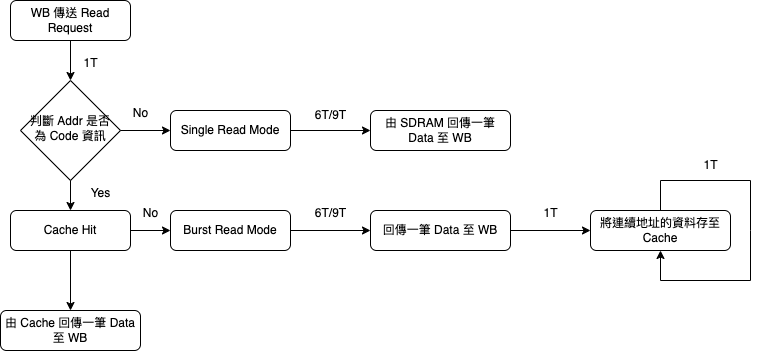 WB 傳送 Read
Request
1T
判斷 Addr 是否
為 Code 資訊
No
Single Read Mode
6T/9T
由 SDRAM 回傳一筆
Data 至 WB
Yes
Cache Hit
No
Burst Read Mode
6T/9T
回傳一筆 Data 至 WB
1T
將連續地址的資料存至
Cache
1T
由 Cache 回傳一筆 Data
至 WB